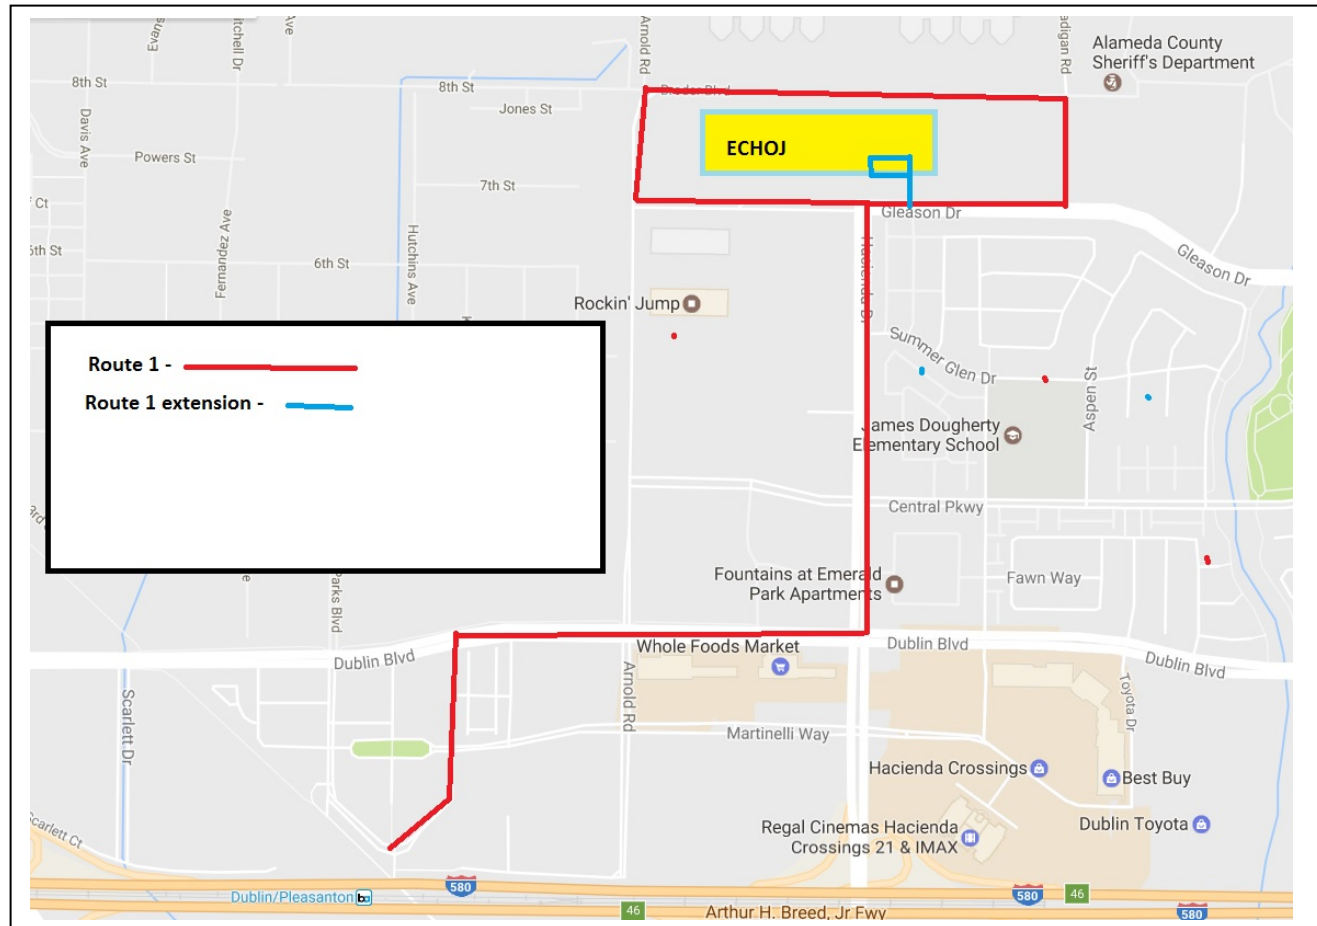 Evans
itchell Dr
Ave
Arnold Rd
adigan Rd
Alameda County
Sheriff's Department
8th St
8th St
Broder Blvd
Jones St
Davis Ave
ECHOJ
Powers St
7th St
Ct
Gleason Dr
Fernandez Ave
Hutchins Ave
Hacienda Dr
6th St
Gleason Dr
Rockin' Jump
Summer Glen Dr
Route 1 -
Route 1 extension -
Aspen St
James Dougherty
Elementary School
Central Pkwy
3rd
Fountains at Emerald
Park Apartments
Fawn Way
e
Parks Blvd
Whole Foods Market
Dublin Blvd
Dublin Blvd
Dublin Blvd
Scarlett Dr
Arnold Rd
Toyota Dr
Martinelli Way
Hacienda Crossings
Best Buy
Regal Cinemas Hacienda
Crossings 21 & IMAX
Dublin Toyota
Scarlett Ct
Dublin/Pleasanton
580
580
46
46
Arthur H. Breed, Jr Fwy
580